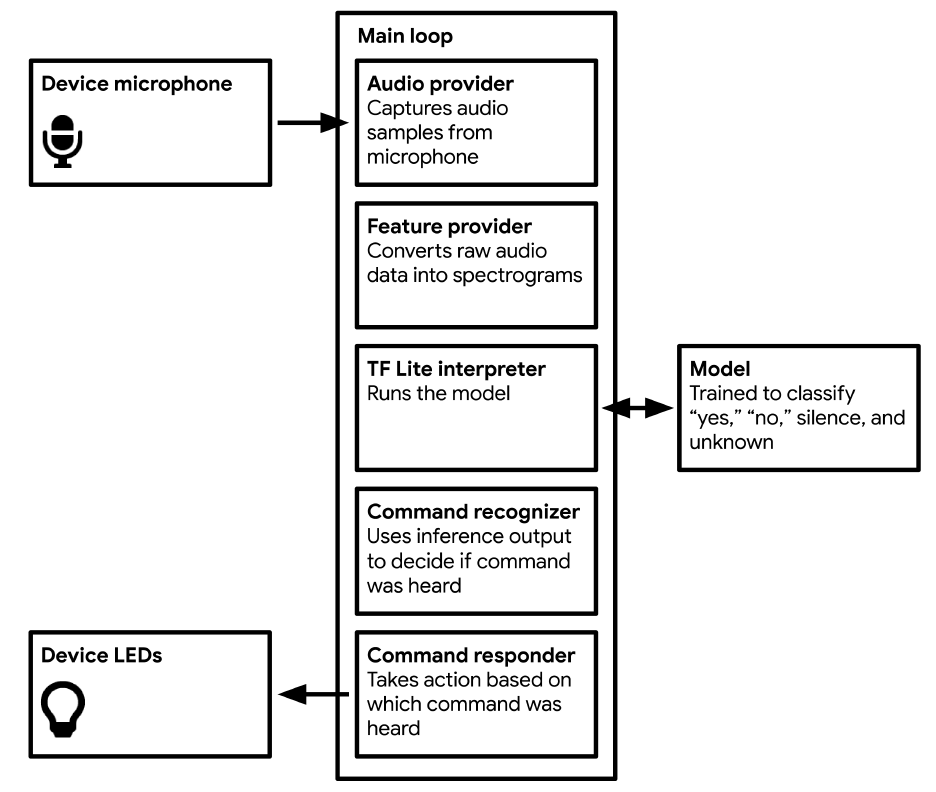 Main loop
Device microphone
Audio provider
Captures audio
samples from
microphone
Feature provider
Converts raw audio
data into spectrograms
TF Lite interpreter
Runs the model
Model
Trained to classify
“yes,” “no,” silence, and
unknown
Command recognizer
Uses inference output
to decide if command
was heard
Device LEDs
Command responder
Takes action based on
which command was
heard